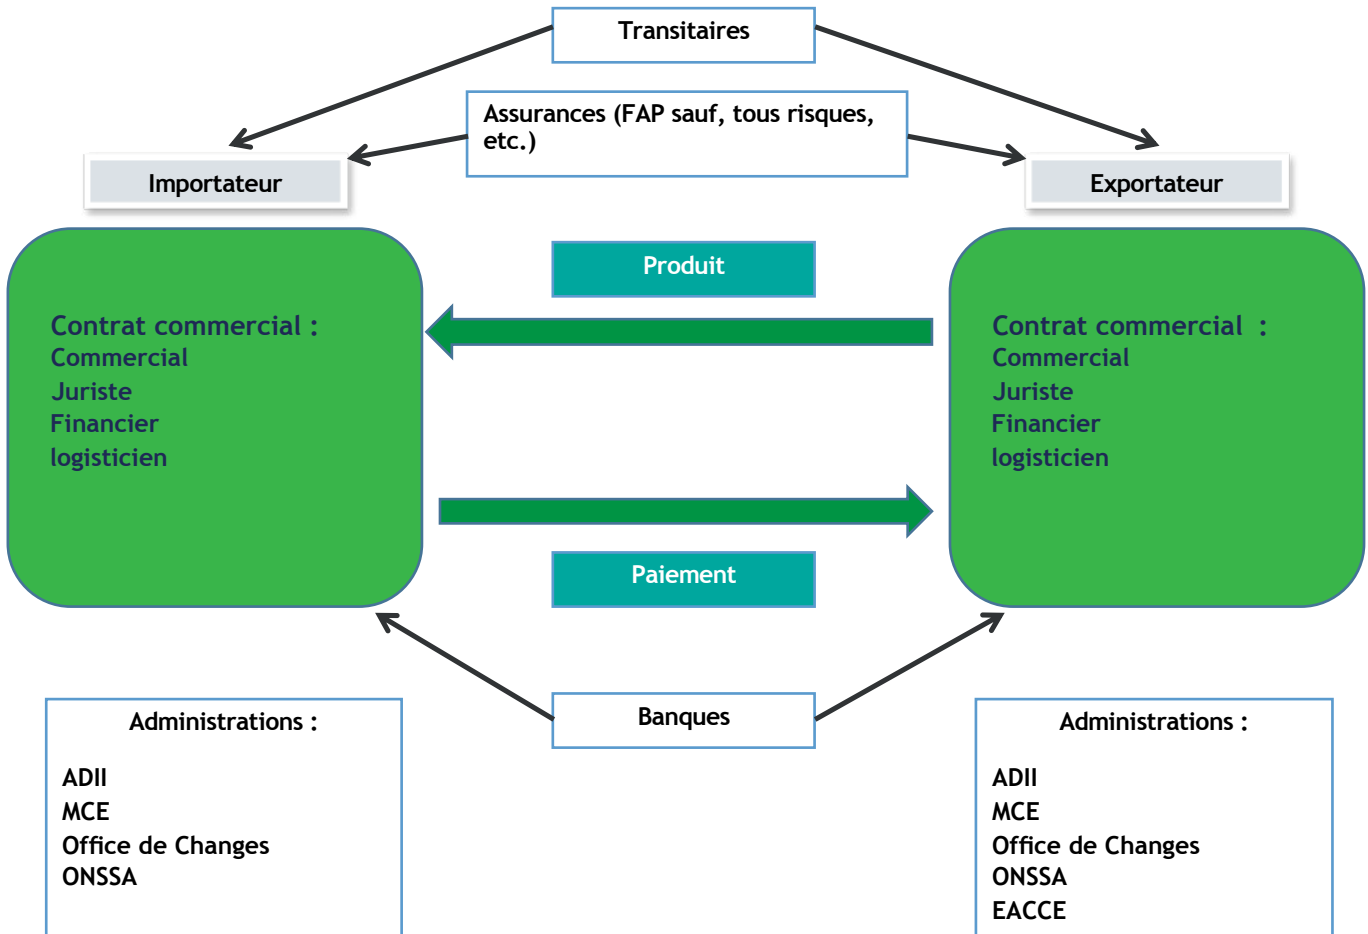 Transitaires
Assurances (FAP sauf, tous risques,
etc.)
Importateur
Exportateur
Produit
Contrat commercial :
Commercial
Juriste
Financier
logisticien
Contrat commercial :
Commercial
Juriste
Financier
logisticien
Paiement
Banques
Administrations :
ADII
MCE
Office de Changes
ONSSA
Administrations :
ADII
MCE
Office de Changes
ONSSA
EACCE